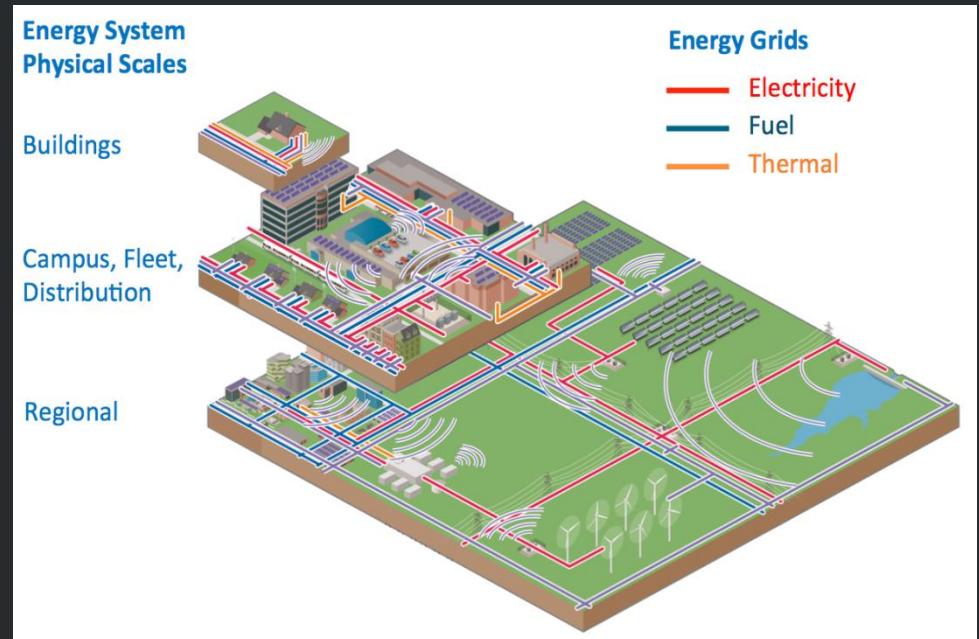 Energy System
Physical Scales
Energy Grids
Electricity
Fuel
Thermal
Buildings
Campus, Fleet,
Distribution
Regional